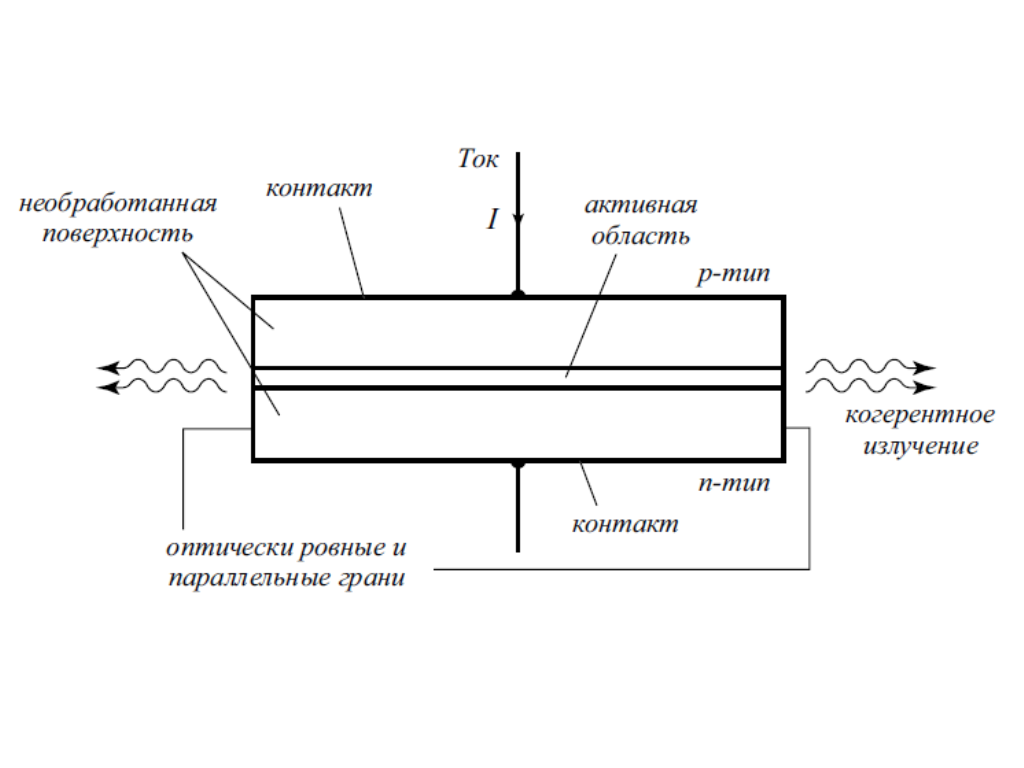 Ток
контакт
необработанная
поверхность
I
активная
область
p-тип
когерентное
излучение
n-тип
контакт
оптически ровные и
параллельные грани